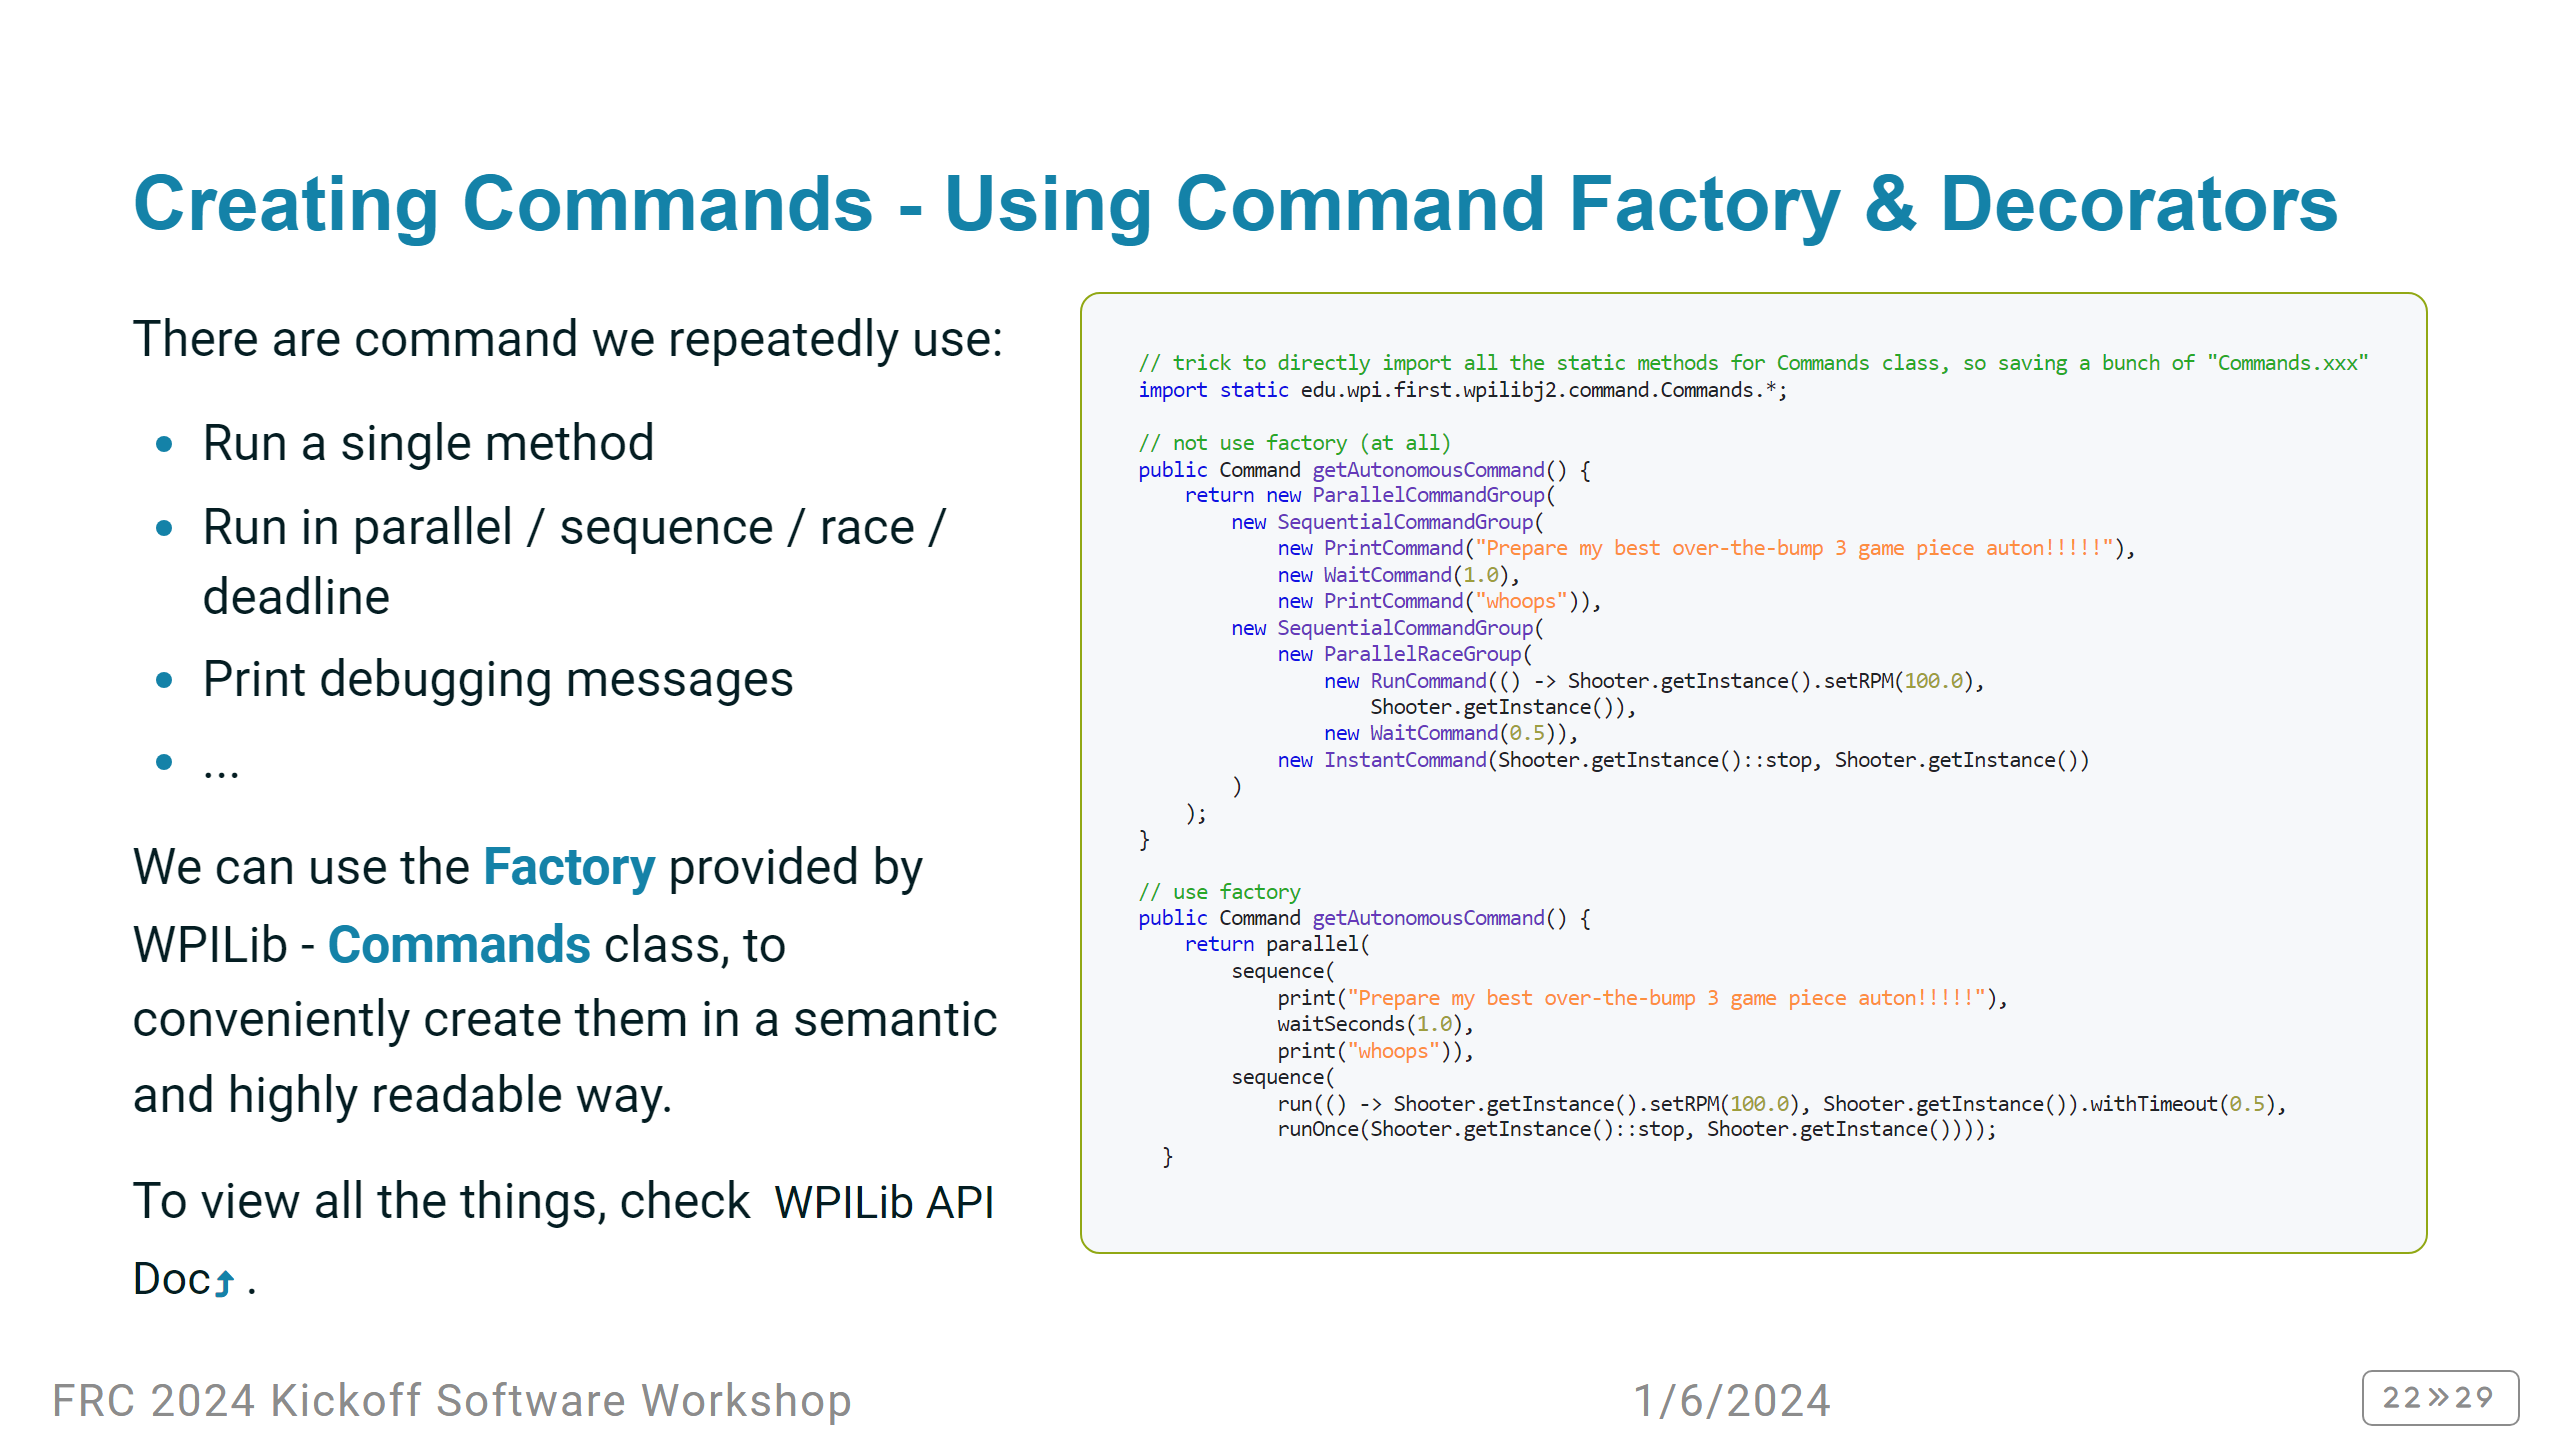 Creating Commands - Using Command Factory & Decorators
There are command we repeatedly use:
• Run a single method
• Run in parallel / sequence / race /
deadline
• Print debugging messages
• ...
We can use the Factory provided by
WPILib - Commands class, to
conveniently create them in a semantic
and highly readable way.
To view all the things, check WPILib API
Doc⤴ .
// trick to directly import all the static methods for Commands class, so saving a bunch of "Commands.xxx"
import static edu.wpi.first.wpilibj2.command.Commands.*;

// not use factory (at all)
public Command getAutonomousCommand() {
    return new ParallelCommandGroup(
        new SequentialCommandGroup(
            new PrintCommand("Prepare my best over-the-bump 3 game piece auton!!!!!"),
            new WaitCommand(1.0),
            new PrintCommand("whoops")),
        new SequentialCommandGroup(
            new ParallelRaceGroup(
                new RunCommand(() -> Shooter.getInstance().setRPM(100.0),
                    Shooter.getInstance()),
                new WaitCommand(0.5)),
            new InstantCommand(Shooter.getInstance()::stop, Shooter.getInstance())
        )
    );
}

// use factory
public Command getAutonomousCommand() {
    return parallel(
        sequence(
            print("Prepare my best over-the-bump 3 game piece auton!!!!!"),
            waitSeconds(1.0),
            print("whoops")),
        sequence(
            run(() -> Shooter.getInstance().setRPM(100.0), Shooter.getInstance()).withTimeout(0.5),
            runOnce(Shooter.getInstance()::stop, Shooter.getInstance())));
  }
FRC 2024 Kickoff Software Workshop
1/6/2024
22»29